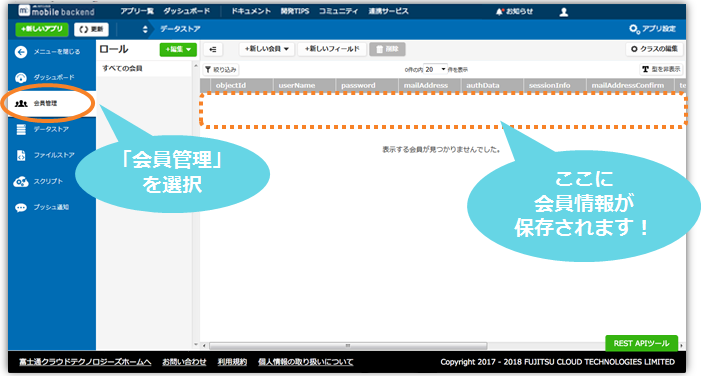 mobile backend
アプリ一覧 ダッシュボード ドキュメント 開発TIPS コミュニティ 連携サービス お知らせ
+新しいアプリ 更新 データストア アプリ設定
メニューを閉じる
ダッシュボード
会員管理
データストア
ファイルストア
スクリプト
プッシュ通知
ロール +編集
すべての会員
+新しい会員 +新しいフィールド 削除 クラスの編集
絞り込み 0件の内 20 件を表示 型を非表示
objectId userName password mailAddress authData sessionInfo mailAddressConfirm te
表示する会員が見つかりませんでした。
「会員管理」
を選択
ここに
会員情報が
保存されます！
REST APIツール
富士通クラウドテクノロジーズホームへ お問い合わせ 利用規約 個人情報の取り扱いについて Copyright 2017 - 2018 FUJITSU CLOUD TECHNOLOGIES LIMITED